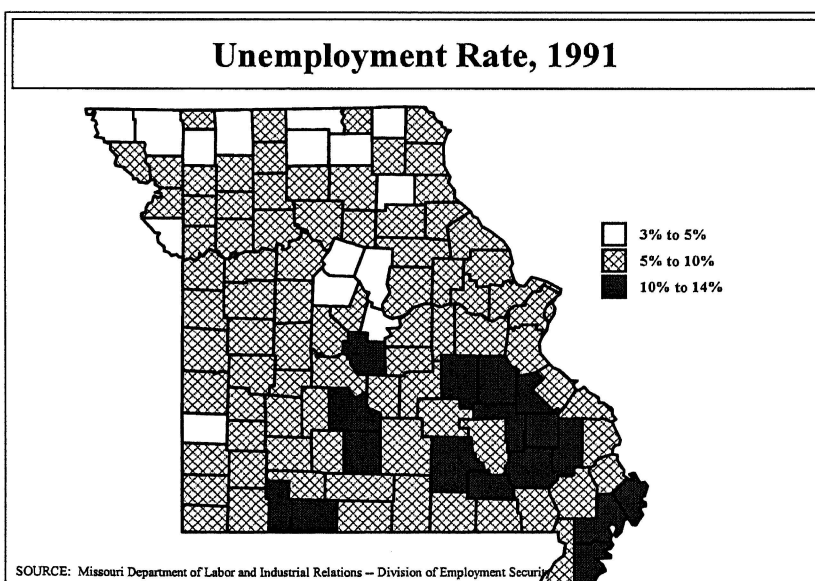 Unemployment Rate, 1991
3% to 5%
5% to 10%
10% to 14%
SOURCE: Missouri Department of Labor and Industrial Relations -- Division of Employment Security